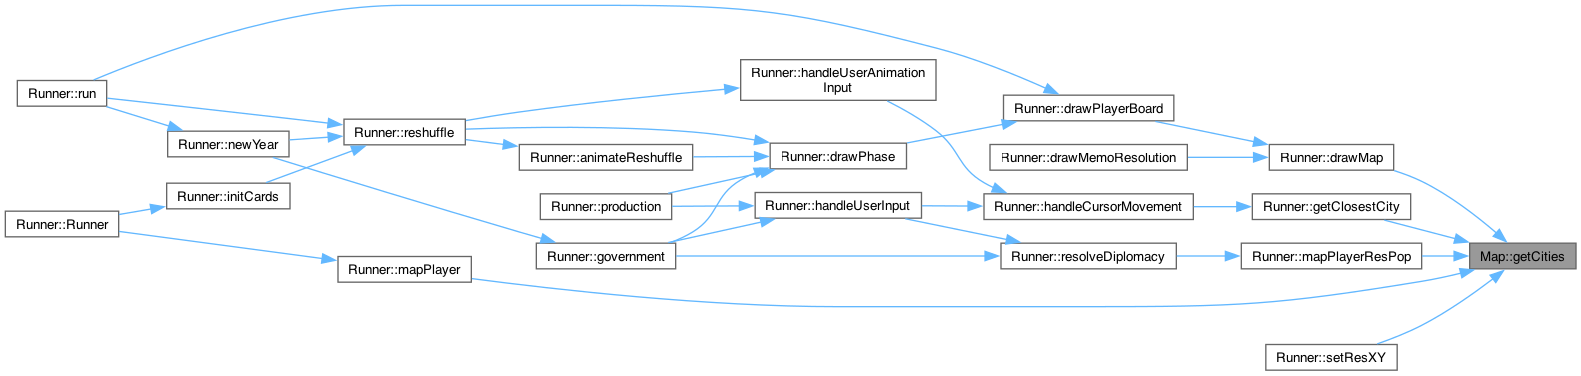 Runner::run
Runner::newYear
Runner::initCards
Runner::Runner
Runner::reshuffle
Runner::mapPlayer
Runner::animateReshuffle
Runner::production
Runner::government
Runner::handleUserAnimation
Input
Runner::drawPhase
Runner::handleUserInput
Runner::drawPlayerBoard
Runner::drawMemoResolution
Runner::handleCursorMovement
Runner::resolveDiplomacy
Runner::drawMap
Runner::getClosestCity
Runner::mapPlayerResPop
Runner::setResXY
Map::getCities